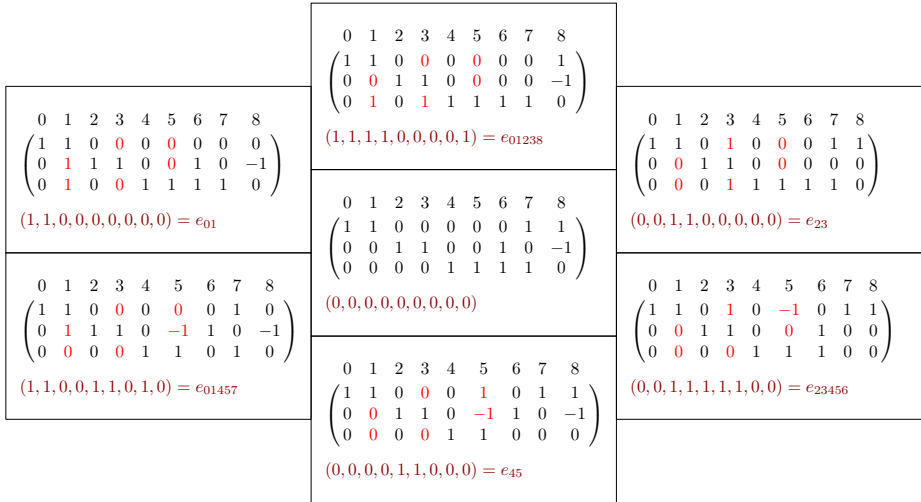 0 1 2 3 4 5 6 7 8
1 1 0 0 0 0 0 0 1
0 0 1 1 0 0 0 0 −1
0 1 0 1 1 1 1 1 0
(1, 1, 1, 1, 0, 0, 0, 0, 1) = e₀₁₂₃₈
0 1 2 3 4 5 6 7 8
1 1 0 0 0 0 0 0 0
0 1 1 1 0 0 1 0 −1
0 1 0 0 1 1 1 1 0
(1, 1, 0, 0, 0, 0, 0, 0, 0) = e₀₁
0 1 2 3 4 5 6 7 8
1 1 0 1 0 0 0 1 1
0 0 1 1 0 0 0 0 0
0 0 0 1 1 1 1 1 0
(0, 0, 1, 1, 0, 0, 0, 0, 0) = e₂₃
0 1 2 3 4 5 6 7 8
1 1 0 0 0 0 0 1 1
0 0 1 1 0 0 1 0 −1
0 0 0 0 1 1 1 1 0
(0, 0, 0, 0, 0, 0, 0, 0, 0)
0 1 2 3 4 5 6 7 8
1 1 0 0 0 0 0 1 0
0 1 1 1 0 −1 1 0 −1
0 0 0 0 1 1 0 1 0
(1, 1, 0, 0, 1, 1, 0, 1, 0) = e₀₁₄₅₇
0 1 2 3 4 5 6 7 8
1 1 0 1 0 −1 0 1 1
0 0 1 1 0 0 1 0 0
0 0 0 0 1 1 1 0 0
(0, 0, 1, 1, 1, 1, 1, 0, 0) = e₂₃₄₅₆
0 1 2 3 4 5 6 7 8
1 1 0 0 0 1 0 1 1
0 0 1 1 0 −1 1 0 −1
0 0 0 0 1 1 0 0 0
(0, 0, 0, 0, 1, 1, 0, 0, 0) = e₄₅